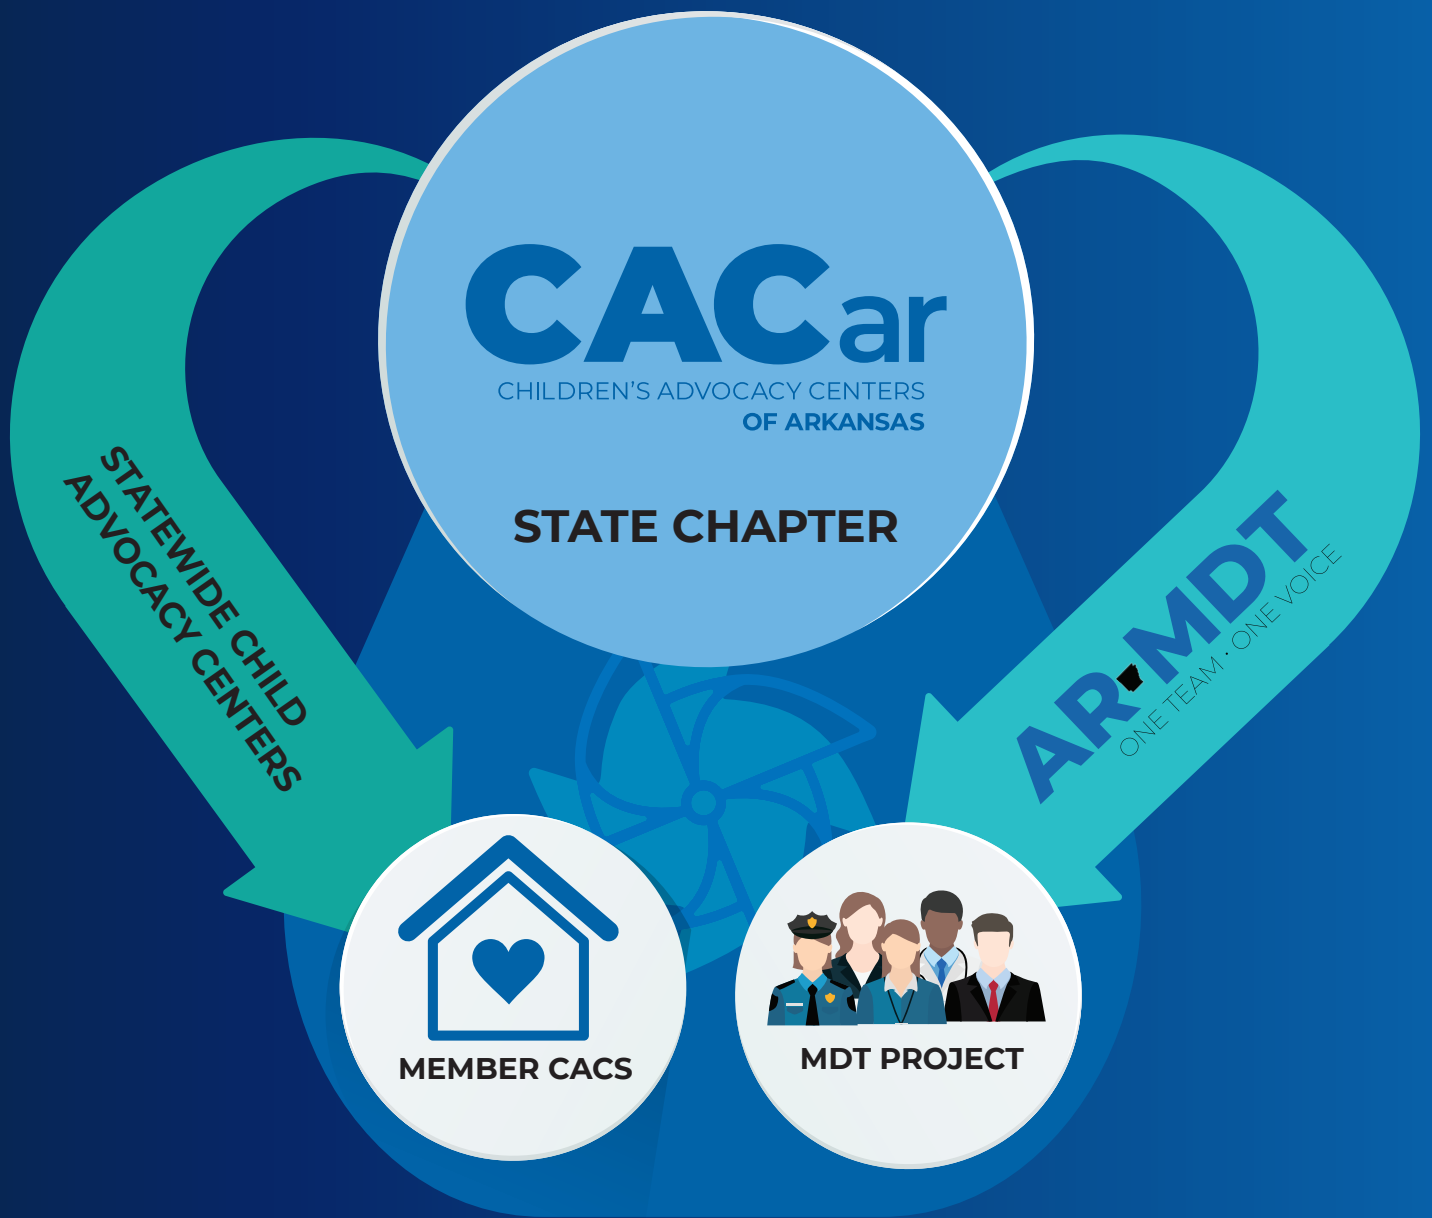 CACar
CHILDREN'S ADVOCACY CENTERS
OF ARKANSAS
STATE CHAPTER
STATEWIDE CHILD
ADVOCACY CENTERS
AR MDT
ONE TEAM · ONE VOICE
MEMBER CACS
MDT PROJECT